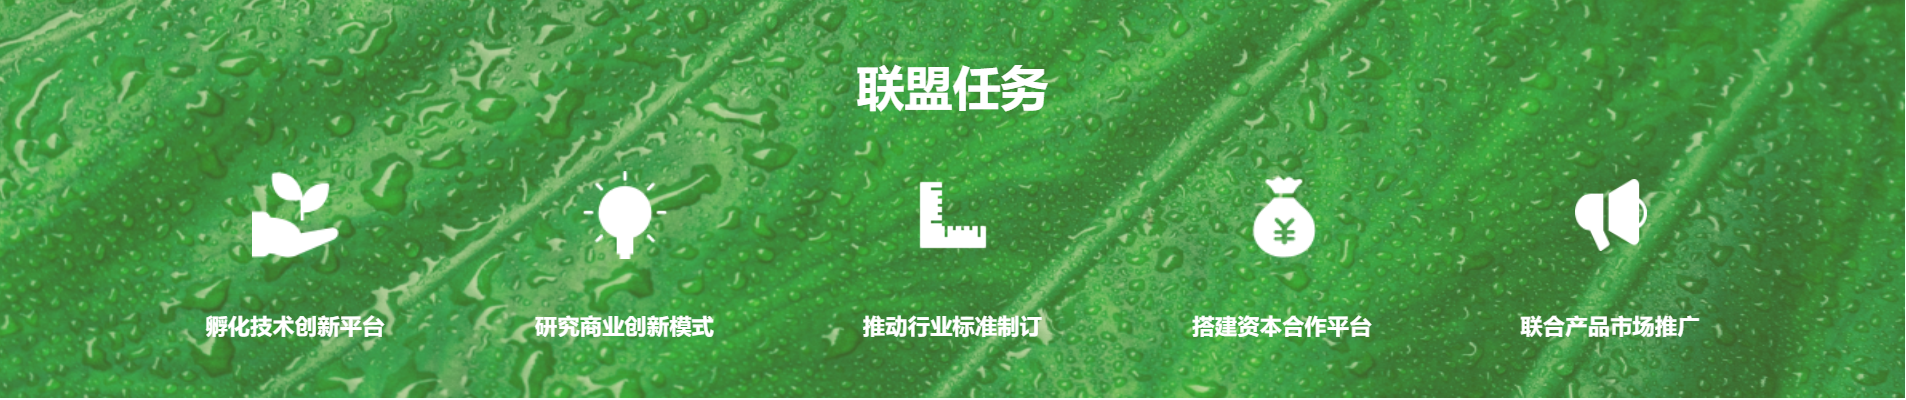 联盟任务
孵化技术创新平台
研究商业创新模式
推动行业标准制订
搭建资本合作平台
联合产品市场推广